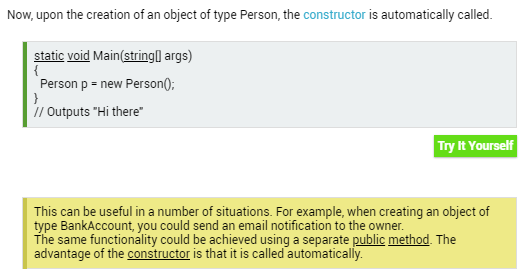 Now, upon the creation of an object of type Person, the constructor is automatically called.
static void Main(string[] args)
{
Person p = new Person();
}
// Outputs "Hi there"
Try It Yourself
This can be useful in a number of situations. For example, when creating an object of
type BankAccount, you could send an email notification to the owner.
The same functionality could be achieved using a separate public method. The
advantage of the constructor is that it is called automatically.